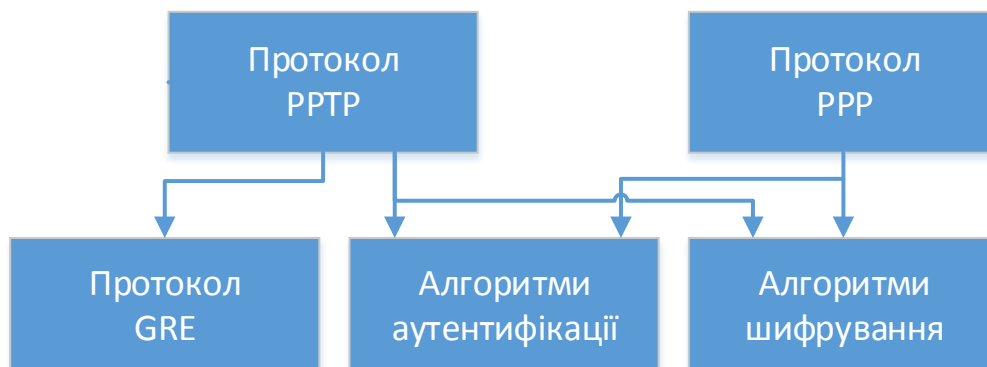 Протокол
PPTP
Протокол
PPP
Протокол
GRE
Алгоритми
аутентифікації
Алгоритми
шифрування